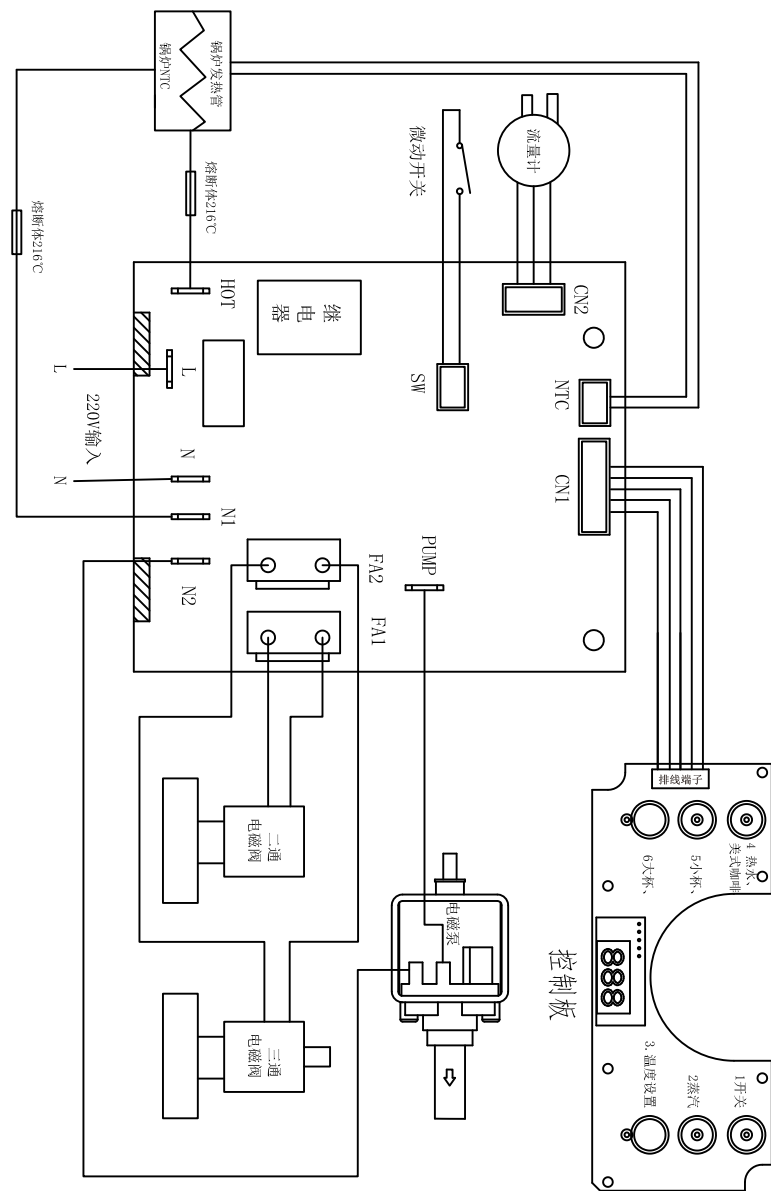 锅炉发热管
锅炉NTC
熔断体216℃
熔断体216℃
微动开关
流量计
HOT
继电器
CN2
L
L
SW
NTC
220V输入
N
N
CN1
N1
N2
FA2
FA1
PUMP
排线端子
4 热水、
美式咖啡
5小杯、
6大杯、
二通
电磁阀
电磁泵
控制板
888
三通
电磁阀
1开关
2蒸汽
3.温度设置